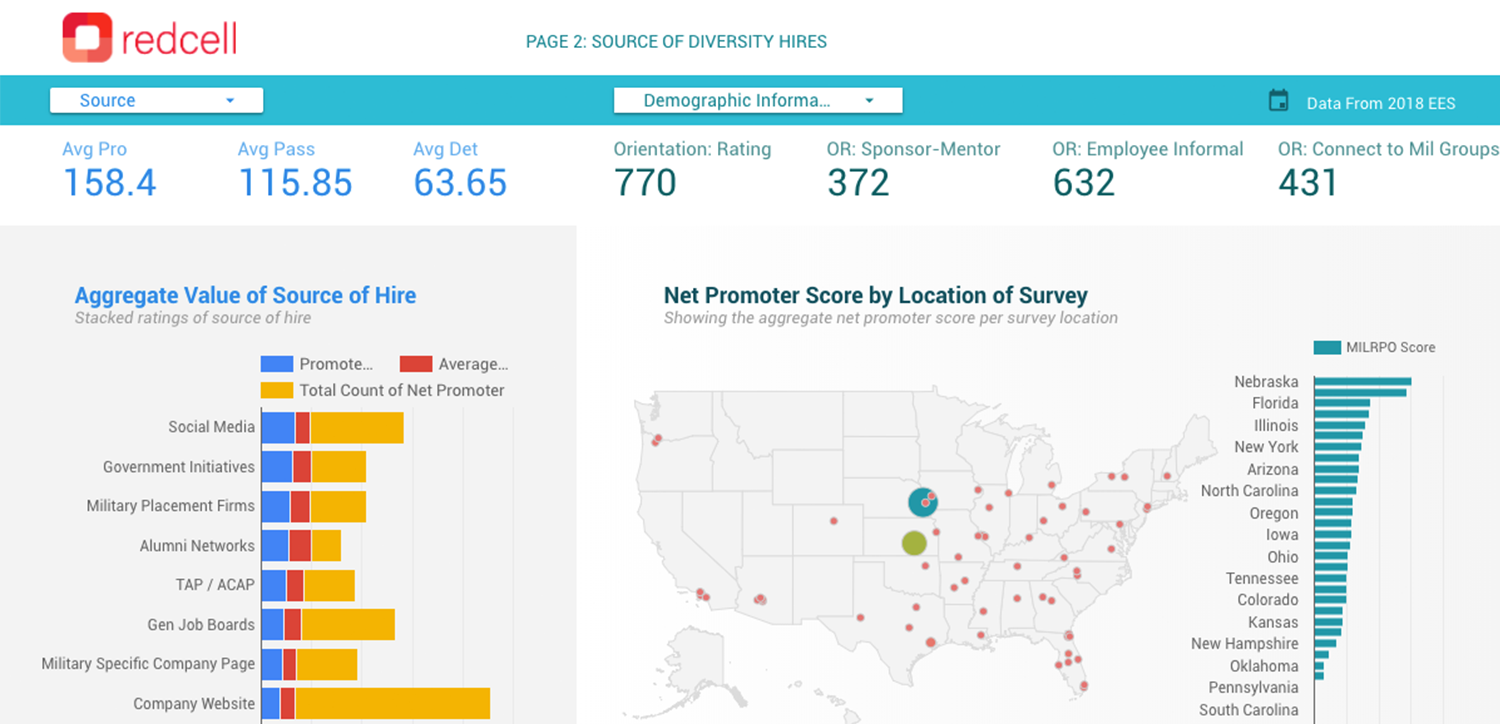 redcell
PAGE 2: SOURCE OF DIVERSITY HIRES
Source
Demographic Informa...
Data From 2018 EES
Avg Pro
158.4
Avg Pass
115.85
Avg Det
63.65
Orientation: Rating
770
OR: Sponsor-Mentor
372
OR: Employee Informal
632
OR: Connect to Mil Groups
431
Aggregate Value of Source of Hire
Stacked ratings of source of hire
Promote...
Average...
Total Count of Net Promoter
Social Media
Government Initiatives
Military Placement Firms
Alumni Networks
TAP / ACAP
Gen Job Boards
Military Specific Company Page
Company Website
Net Promoter Score by Location of Survey
Showing the aggregate net promoter score per survey location
MILRPO Score
Nebraska
Florida
Illinois
New York
Arizona
North Carolina
Oregon
Iowa
Ohio
Tennessee
Colorado
Kansas
New Hampshire
Oklahoma
Pennsylvania
South Carolina